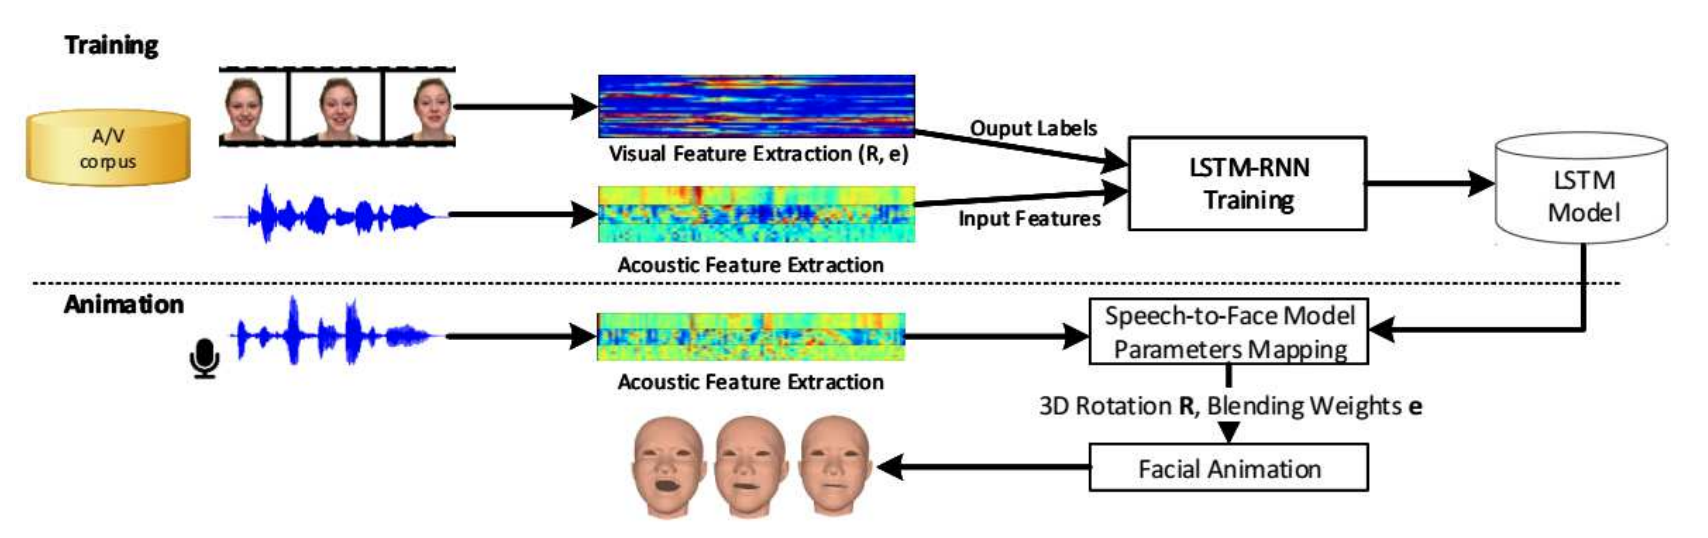 Training
A/V
corpus
Visual Feature Extraction (R, e)
Ouput Labels
Input Features
Acoustic Feature Extraction
LSTM-RNN
Training
LSTM
Model
Animation
Acoustic Feature Extraction
Speech-to-Face Model
Parameters Mapping
3D Rotation R, Blending Weights e
Facial Animation